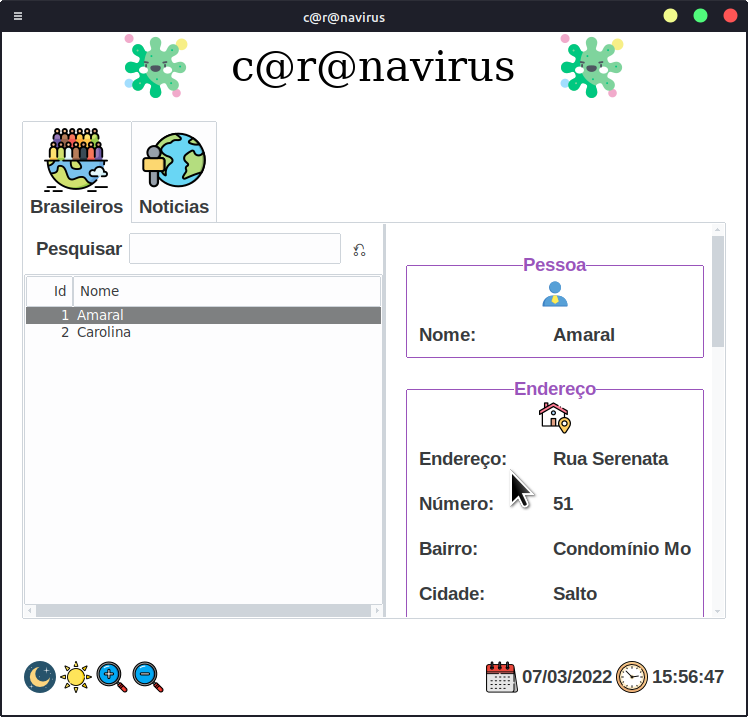 c@r@navirus
c@r@navirus
Brasileiros Noticias
Pesquisar
Id Nome
1 Amaral
2 Carolina
Pessoa
Nome: Amaral
Endereço
Endereço: Rua Serenata
Número: 51
Bairro: Condomínio Mo
Cidade: Salto
07/03/2022 15:56:47